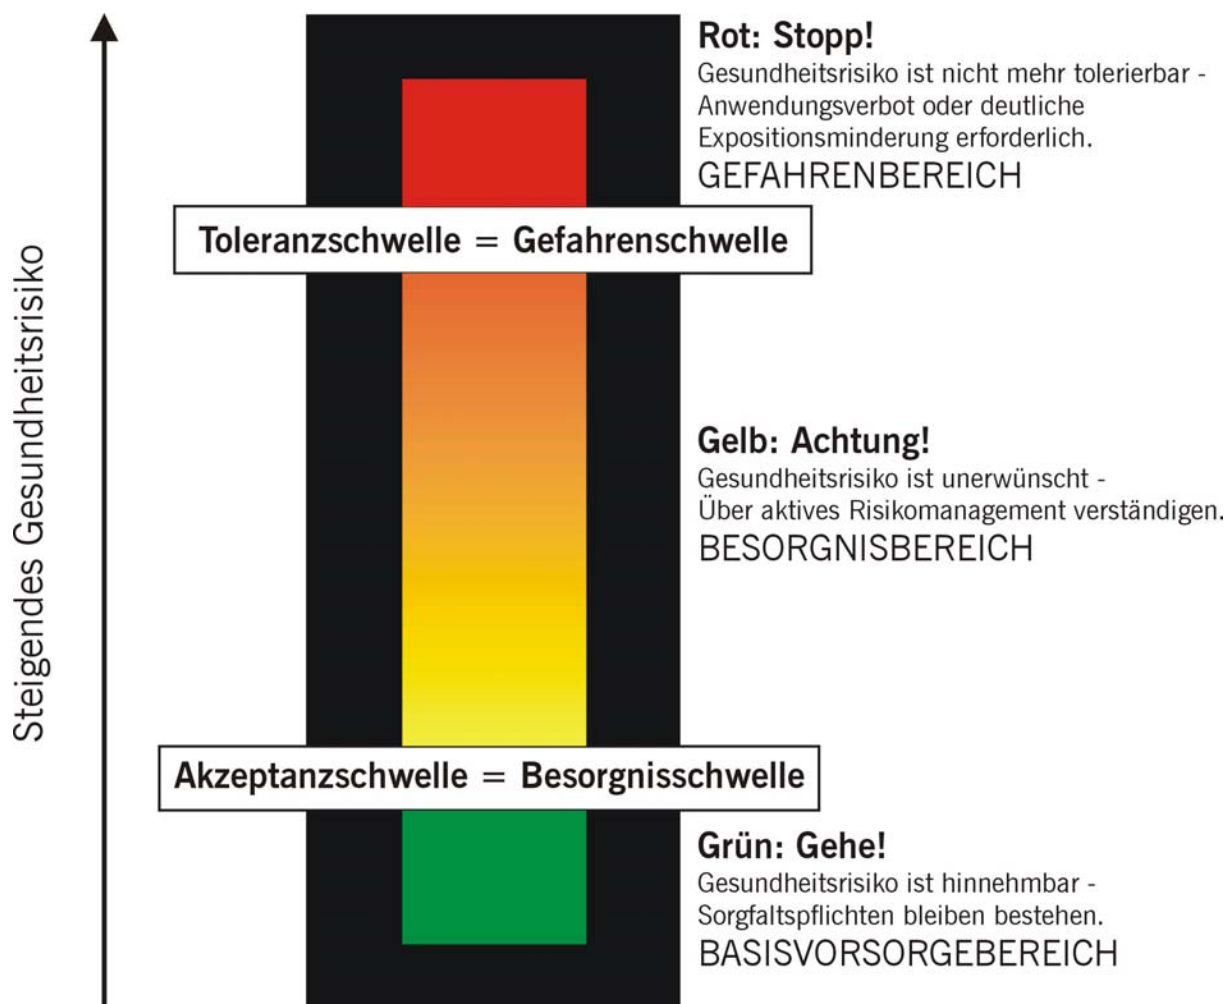 Steigendes Gesundheitsrisiko
Rot: Stopp!
Gesundheitsrisiko ist nicht mehr tolerierbar -
Anwendungsverbot oder deutliche
Expositionsminderung erforderlich.
GEFAHRENBEREICH
Toleranzschwelle = Gefahrenschwelle
Gelb: Achtung!
Gesundheitsrisiko ist unerwünscht -
Über aktives Risikomanagement verständigen.
BESORGNISBEREICH
Akzeptanzschwelle = Besorgnisschwelle
Grün: Gehe!
Gesundheitsrisiko ist hinnehmbar -
Sorgfaltspflichten bleiben bestehen.
BASISVORSORGEBEREICH